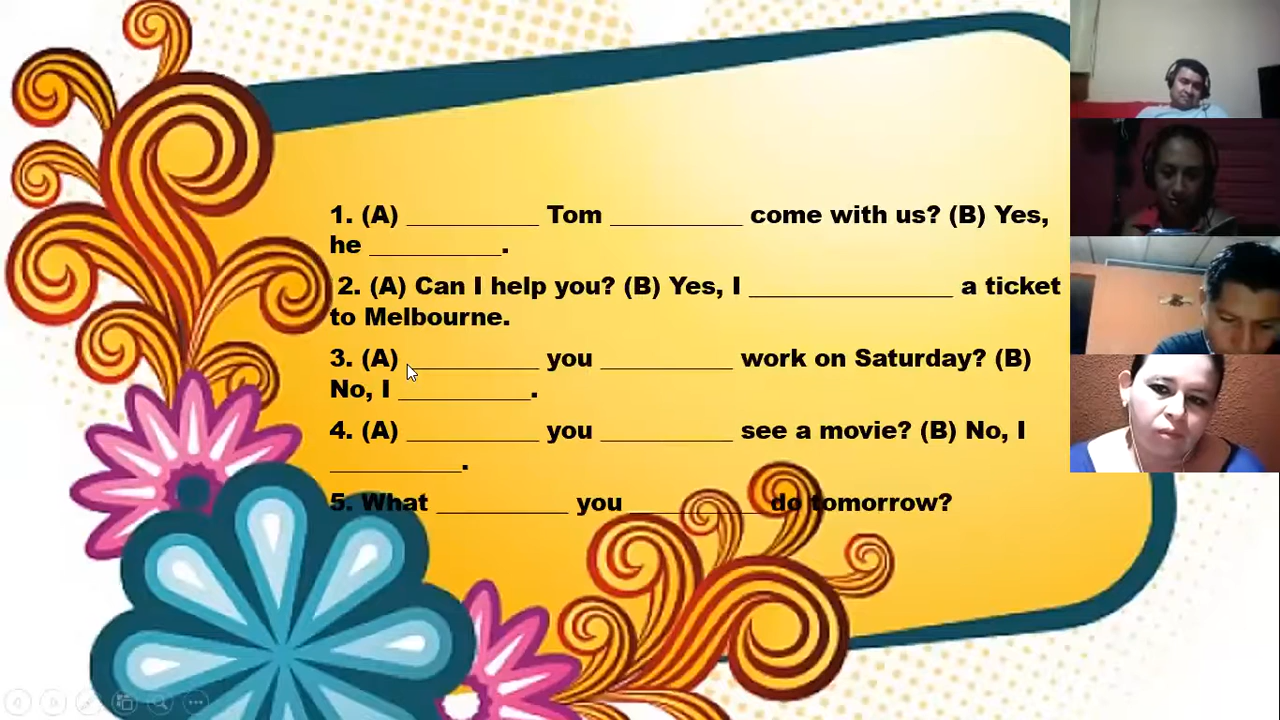 1. (A) __________ Tom __________ come with us? (B) Yes,
he __________.
2. (A) Can I help you? (B) Yes, I _______________ a ticket
to Melbourne.
3. (A) __________ you __________ work on Saturday? (B)
No, I __________.
4. (A) __________ you __________ see a movie? (B) No, I
__________.
5. What __________ you __________ do tomorrow?